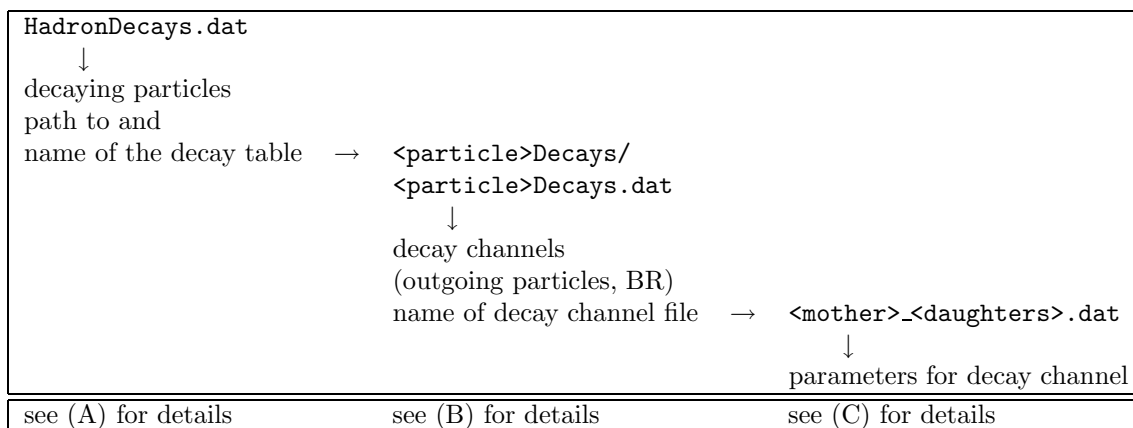 HadronDecays.dat
↓
decaying particles
path to and
name of the decay table → <particle>Decays/
<particle>Decays.dat
↓
decay channels
(outgoing particles, BR)
name of decay channel file → <mother>_<daughters>.dat
↓
parameters for decay channel
see (A) for details see (B) for details see (C) for details